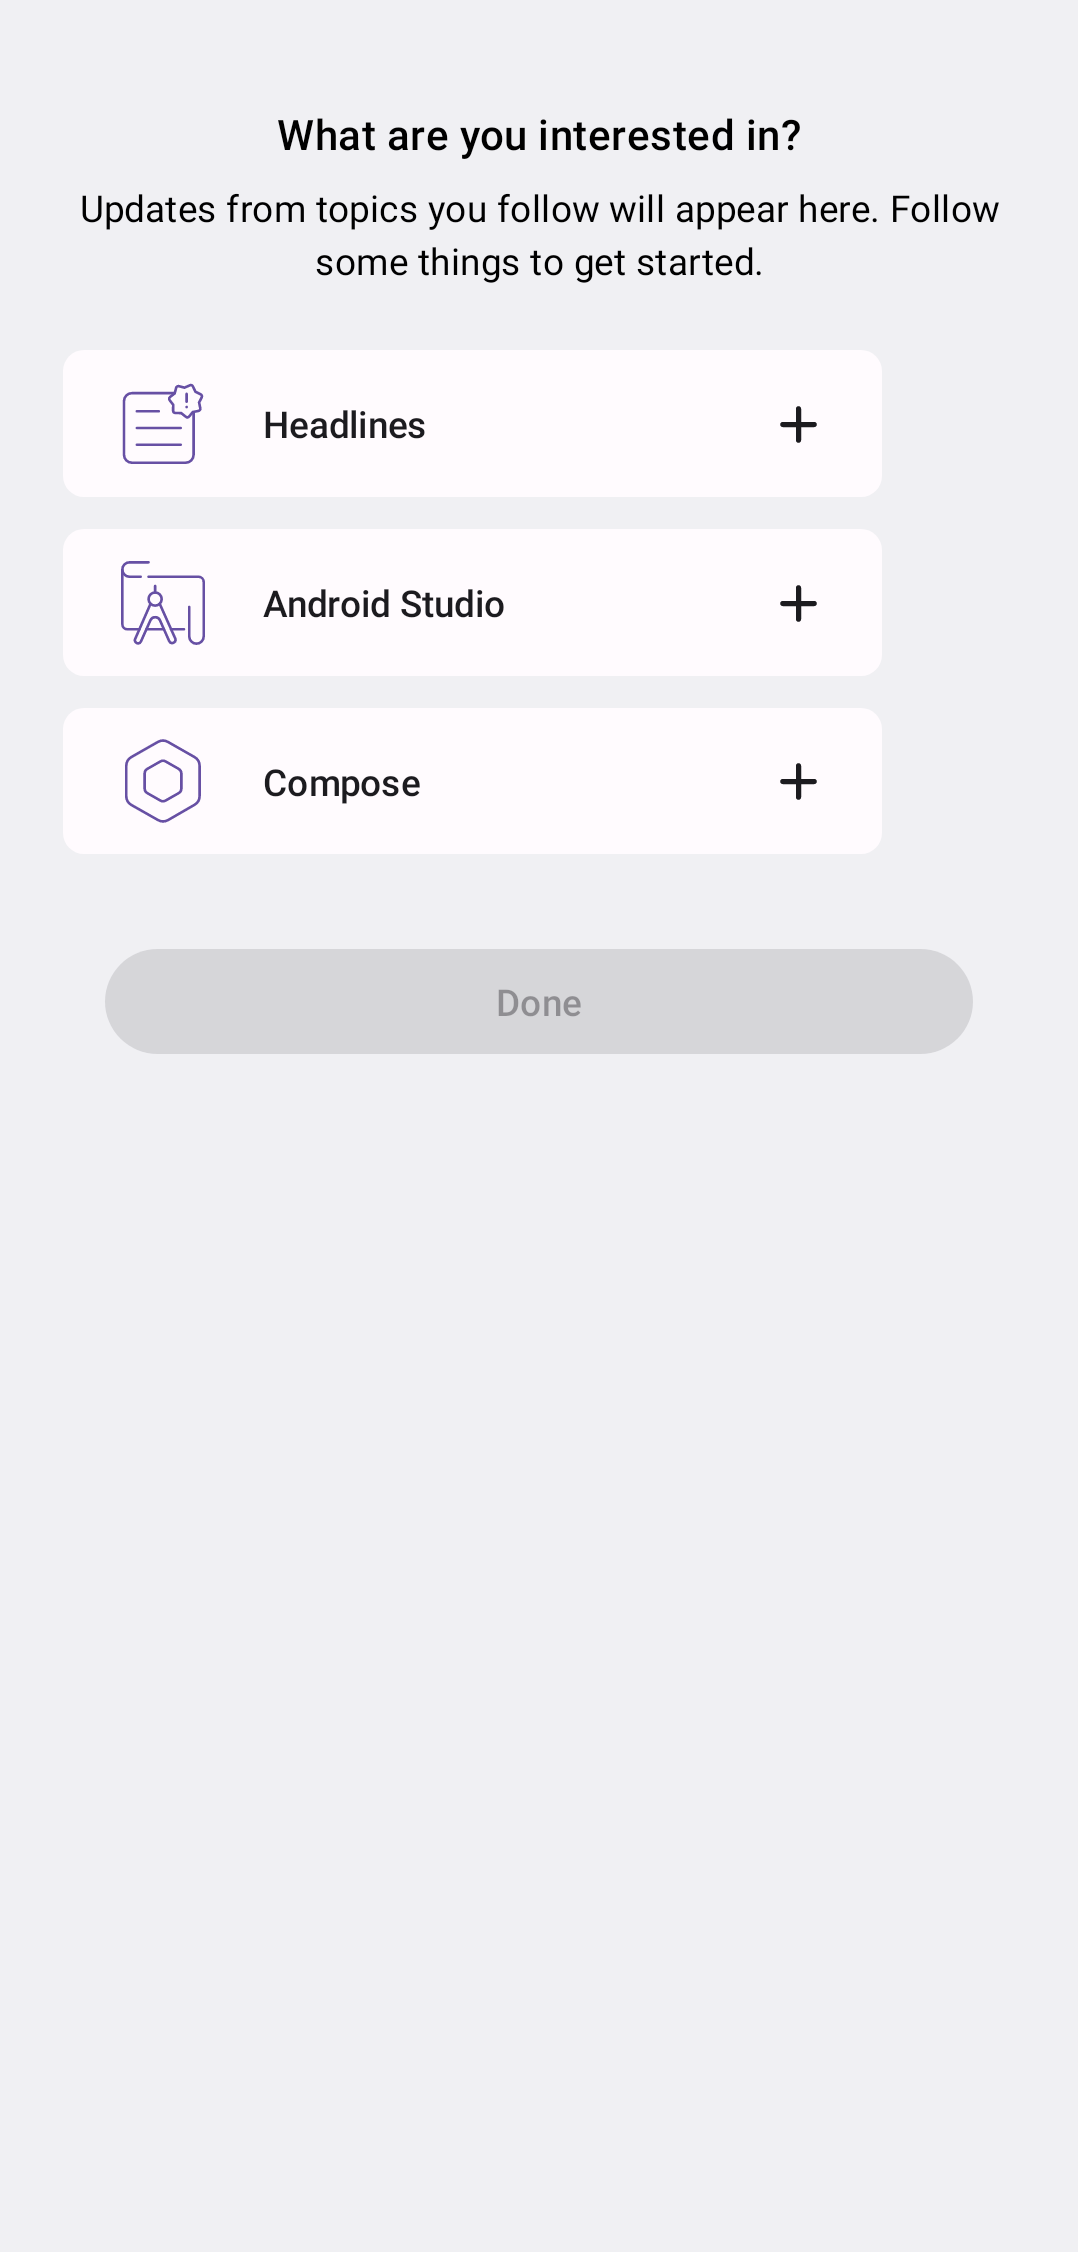 What are you interested in?
Updates from topics you follow will appear here. Follow
some things to get started.
Headlines
Android Studio
Compose
Done